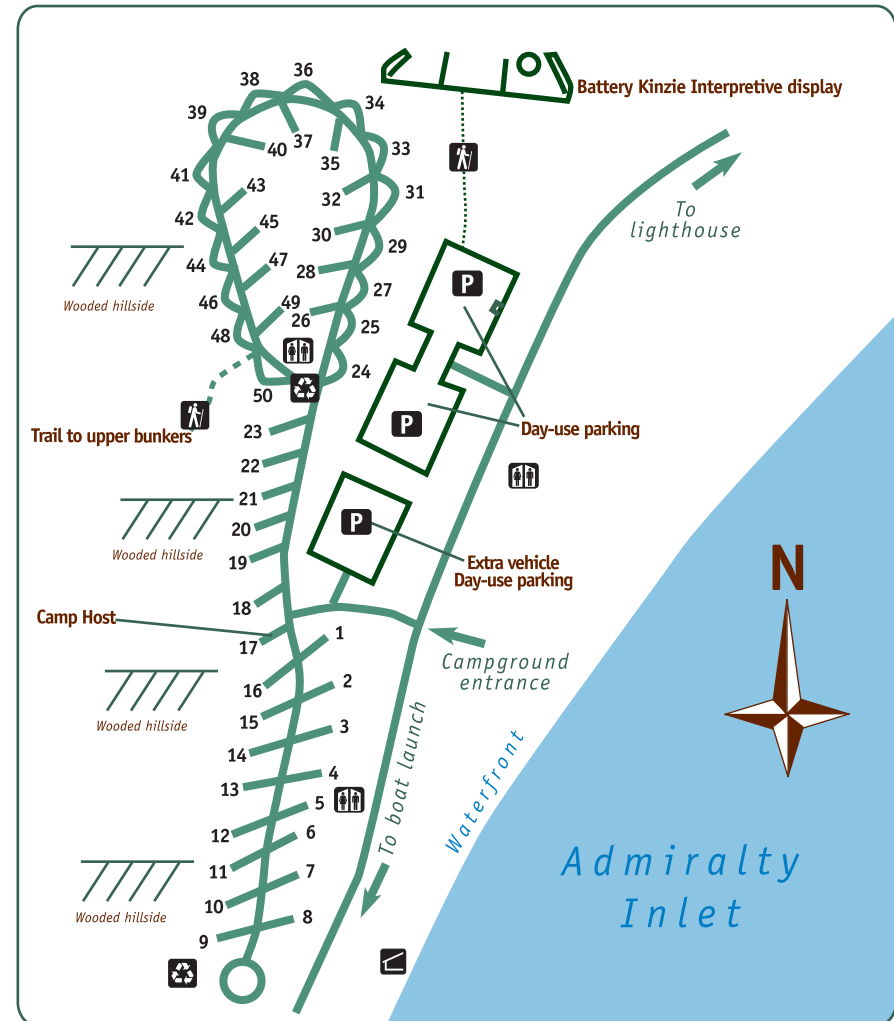 36
38
34
39
Battery Kinzie Interpretive display
37
40
35
33
41
43
32
31
42
45
30
29
To
lighthouse
44
47
28
P
27
46
49
26
Wooded hillside
48
25
24
50
P
Day-use parking
23
Trail to upper bunkers
22
21
20
P
19
Wooded hillside
Extra vehicle
Day-use parking
N
18
Camp Host
17
1
Campground
entrance
16
2
15
3
Wooded hillside
14
To boat launch
Waterfront
13
4
5
12
6
11
7
Admiralty
Inlet
10
8
Wooded hillside
9